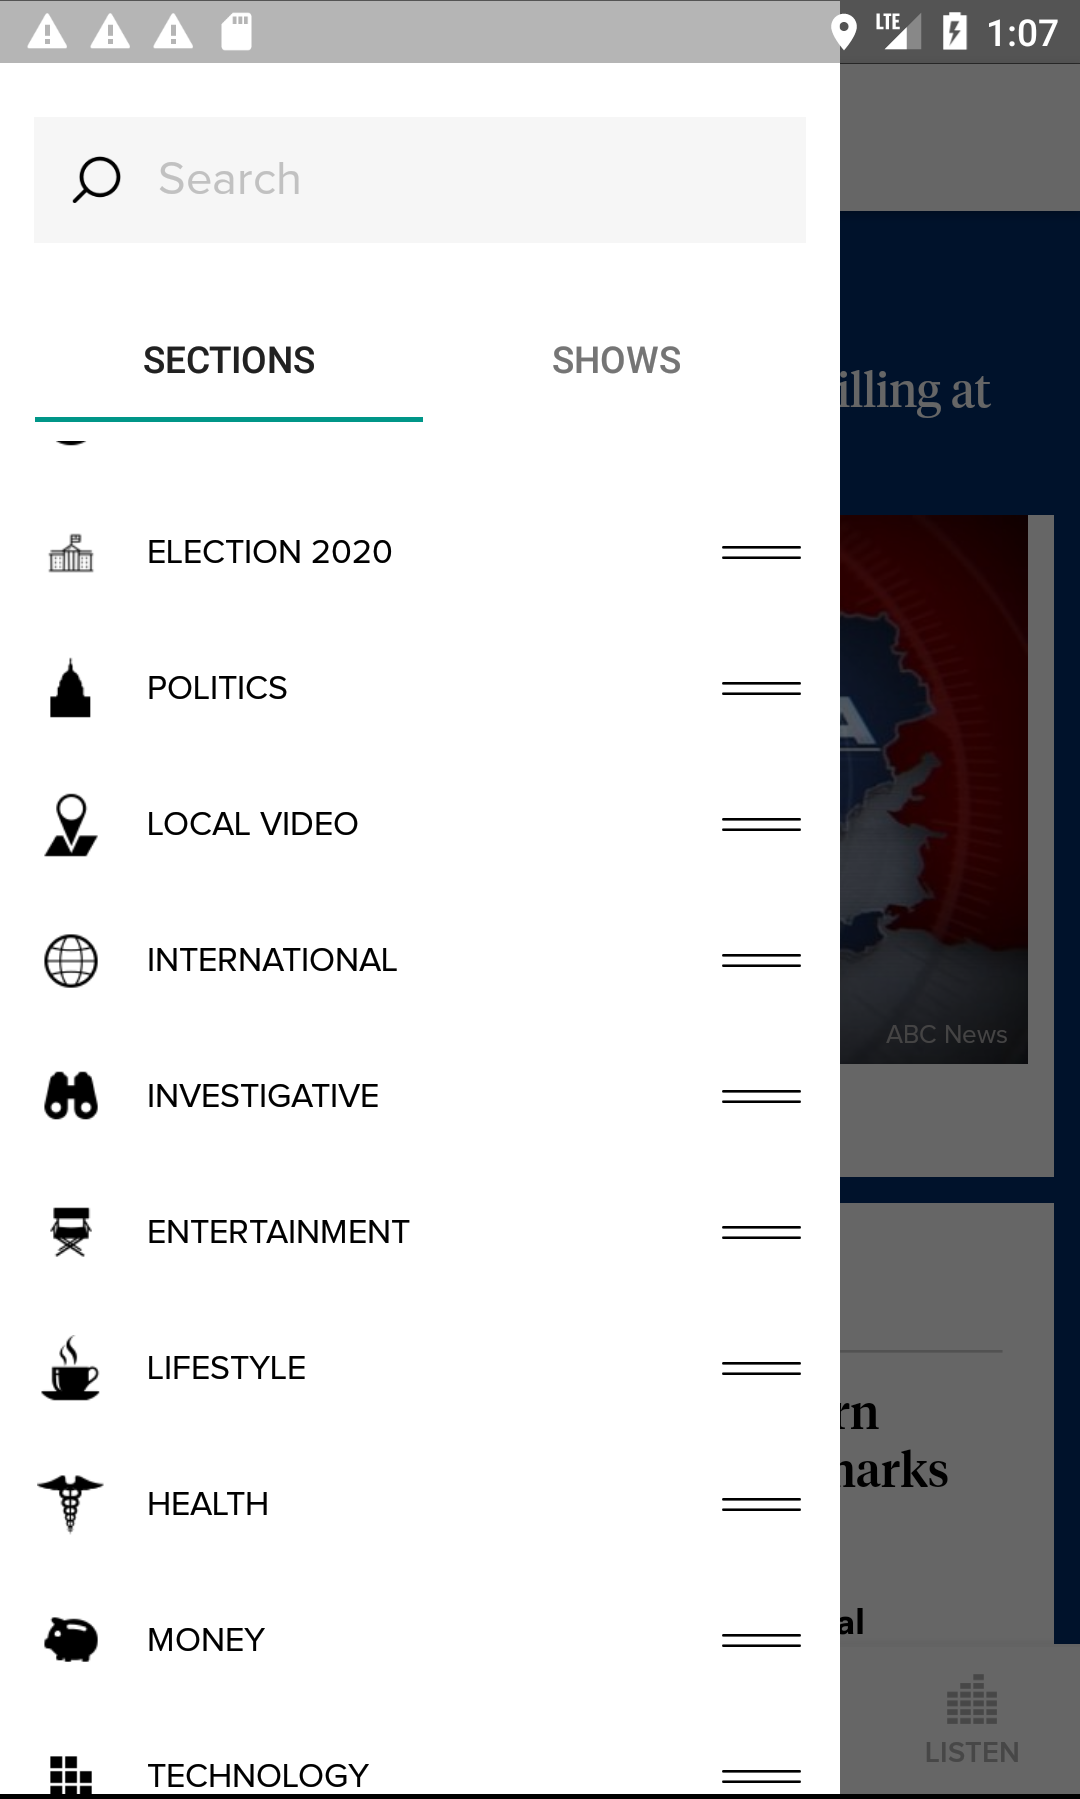 LTE 1:07
Search
SECTIONS SHOWS
illing at
ELECTION 2020
POLITICS
LOCAL VIDEO
INTERNATIONAL
ABC News
INVESTIGATIVE
ENTERTAINMENT
LIFESTYLE
rn
narks
HEALTH
al
MONEY
LISTEN
TECHNOLOGY